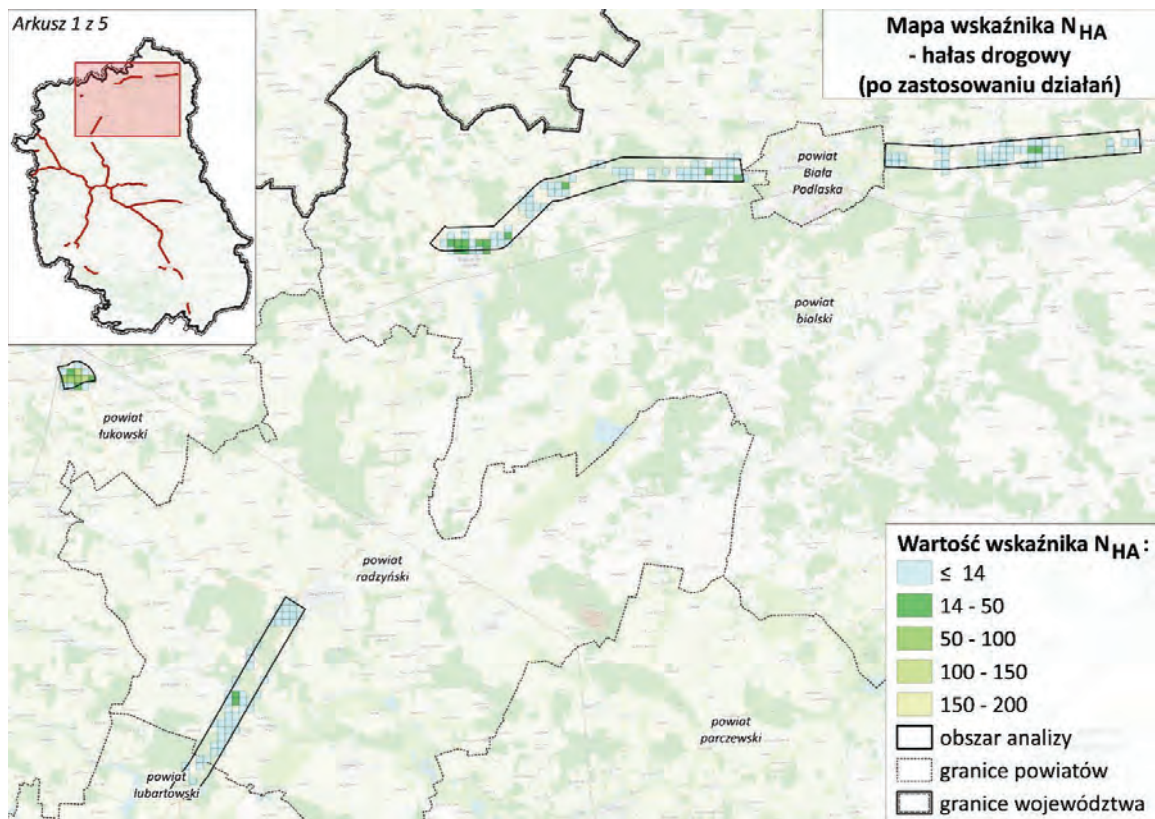 Arkusz 1 z 5
Mapa wskaźnika N HA
- hałas drogowy
(po zastosowaniu działań)
powiat
Biała
Podlaska
powiat
bialski
powiat
łukowski
powiat
radzyński
powiat
parczewski
powiat
lubartowski
Wartość wskaźnika N HA :
≤ 14
14 - 50
50 - 100
100 - 150
150 - 200
obszar analizy
granice powiatów
granice województwa